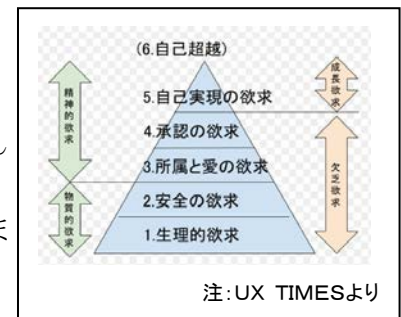 (6.自己超越)
5.自己実現の欲求
4.承認の欲求
3.所属と愛の欲求
2.安全の欲求
1.生理的欲求
精神的欲求
物質的欲求
成長欲求
欠乏欲求
注:UX TIMESより
ん
ま